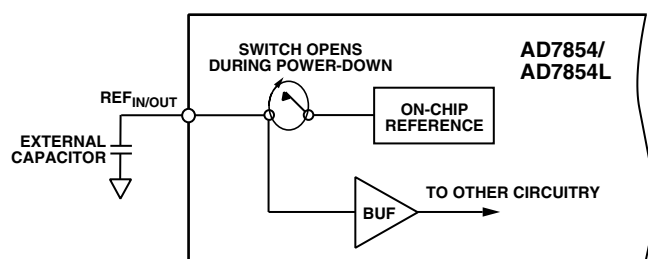 SWITCH OPENS
DURING POWER-DOWN
AD7854/
AD7854L
REFIN/OUT
ON-CHIP
REFERENCE
EXTERNAL
CAPACITOR
BUF
TO OTHER CIRCUITRY